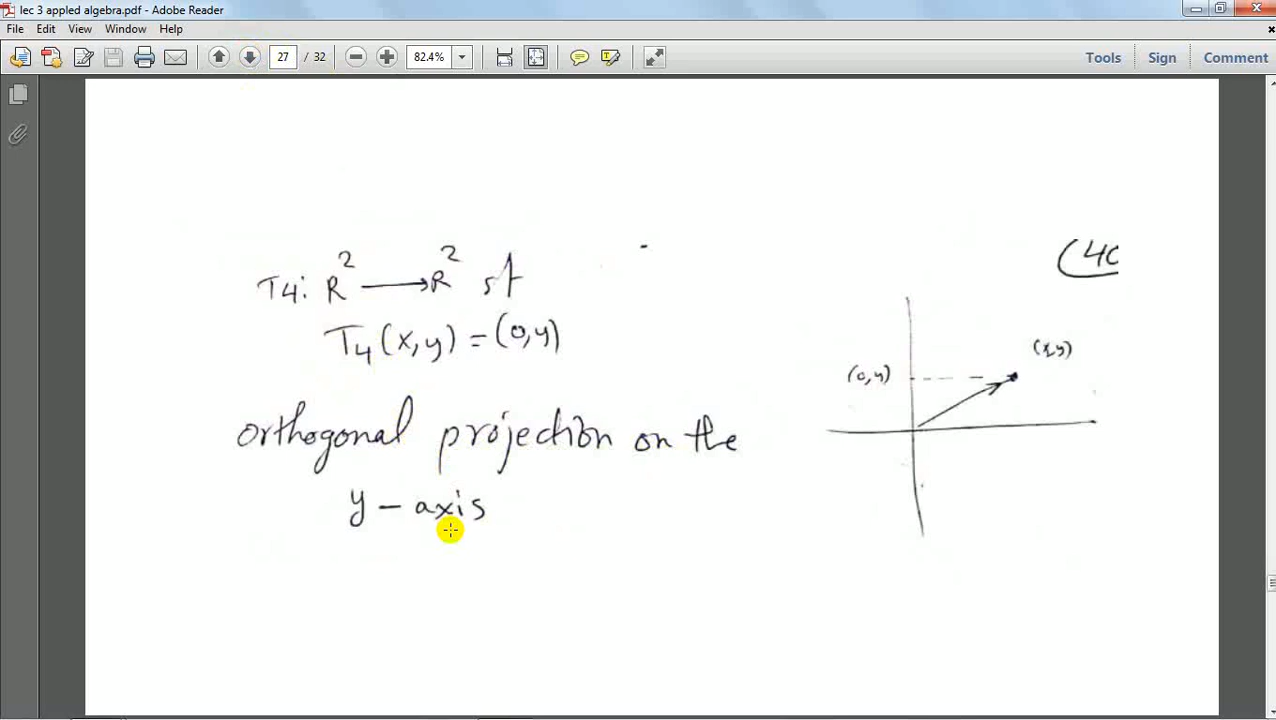 lec 3 appled algebra.pdf - Adobe Reader
File Edit View Window Help
27 / 32 82.4% Tools Sign Comment
T4: R² ⟶ R² st
T₄(x,y) = (0,y)
orthogonal projection on the
y - axis
(40
(x,y)
(0,y)